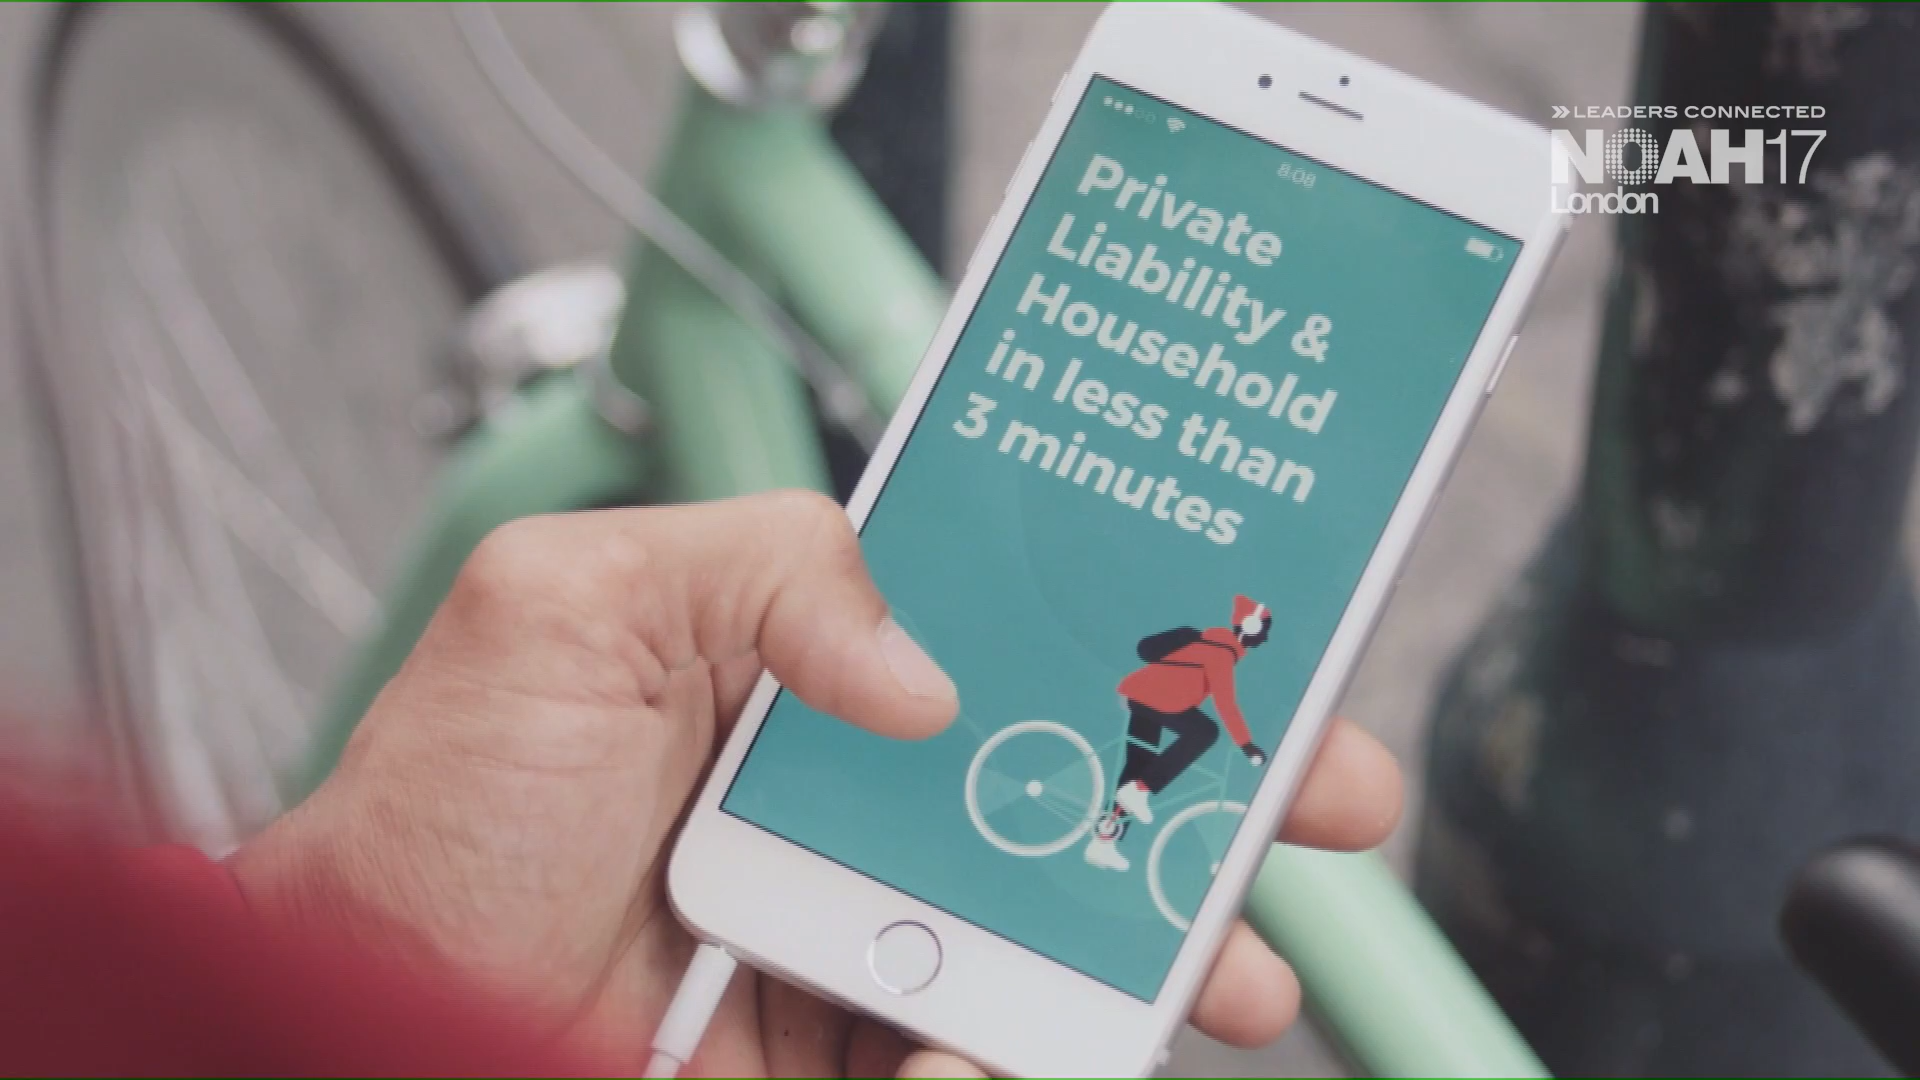 LEADERS CONNECTED
NOAH17
London
8:08
Private
Liability &
Household
in less than
3 minutes